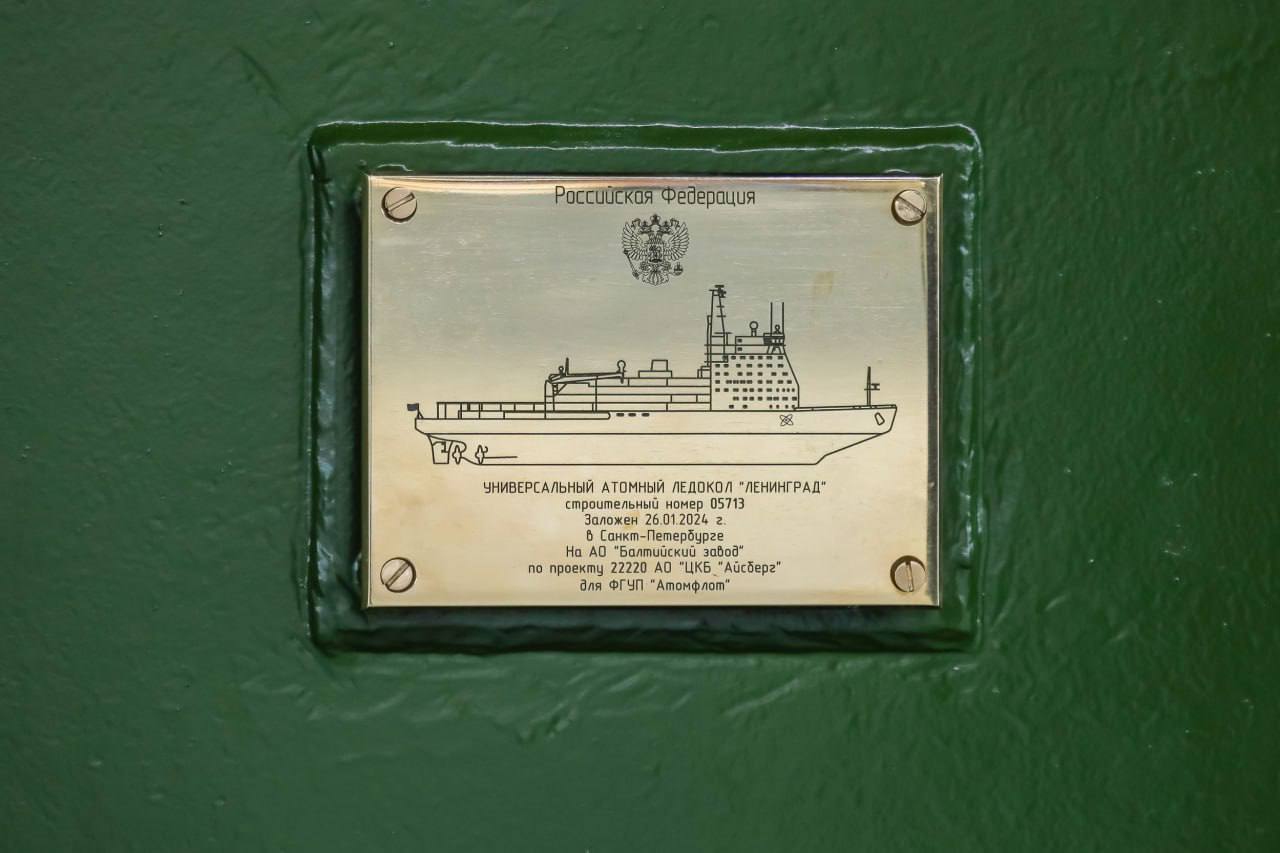 Российская Федерация
УНИВЕРСАЛЬНЫЙ АТОМНЫЙ ЛЕДОКОЛ "ЛЕНИНГРАД"
строительный номер 05713
Заложен 26.01.2024 г.
в Санкт-Петербурге
На АО "Балтийский завод"
по проекту 22220 АО "ЦКБ "Айсберг"
для ФГУП "Атомфлот"